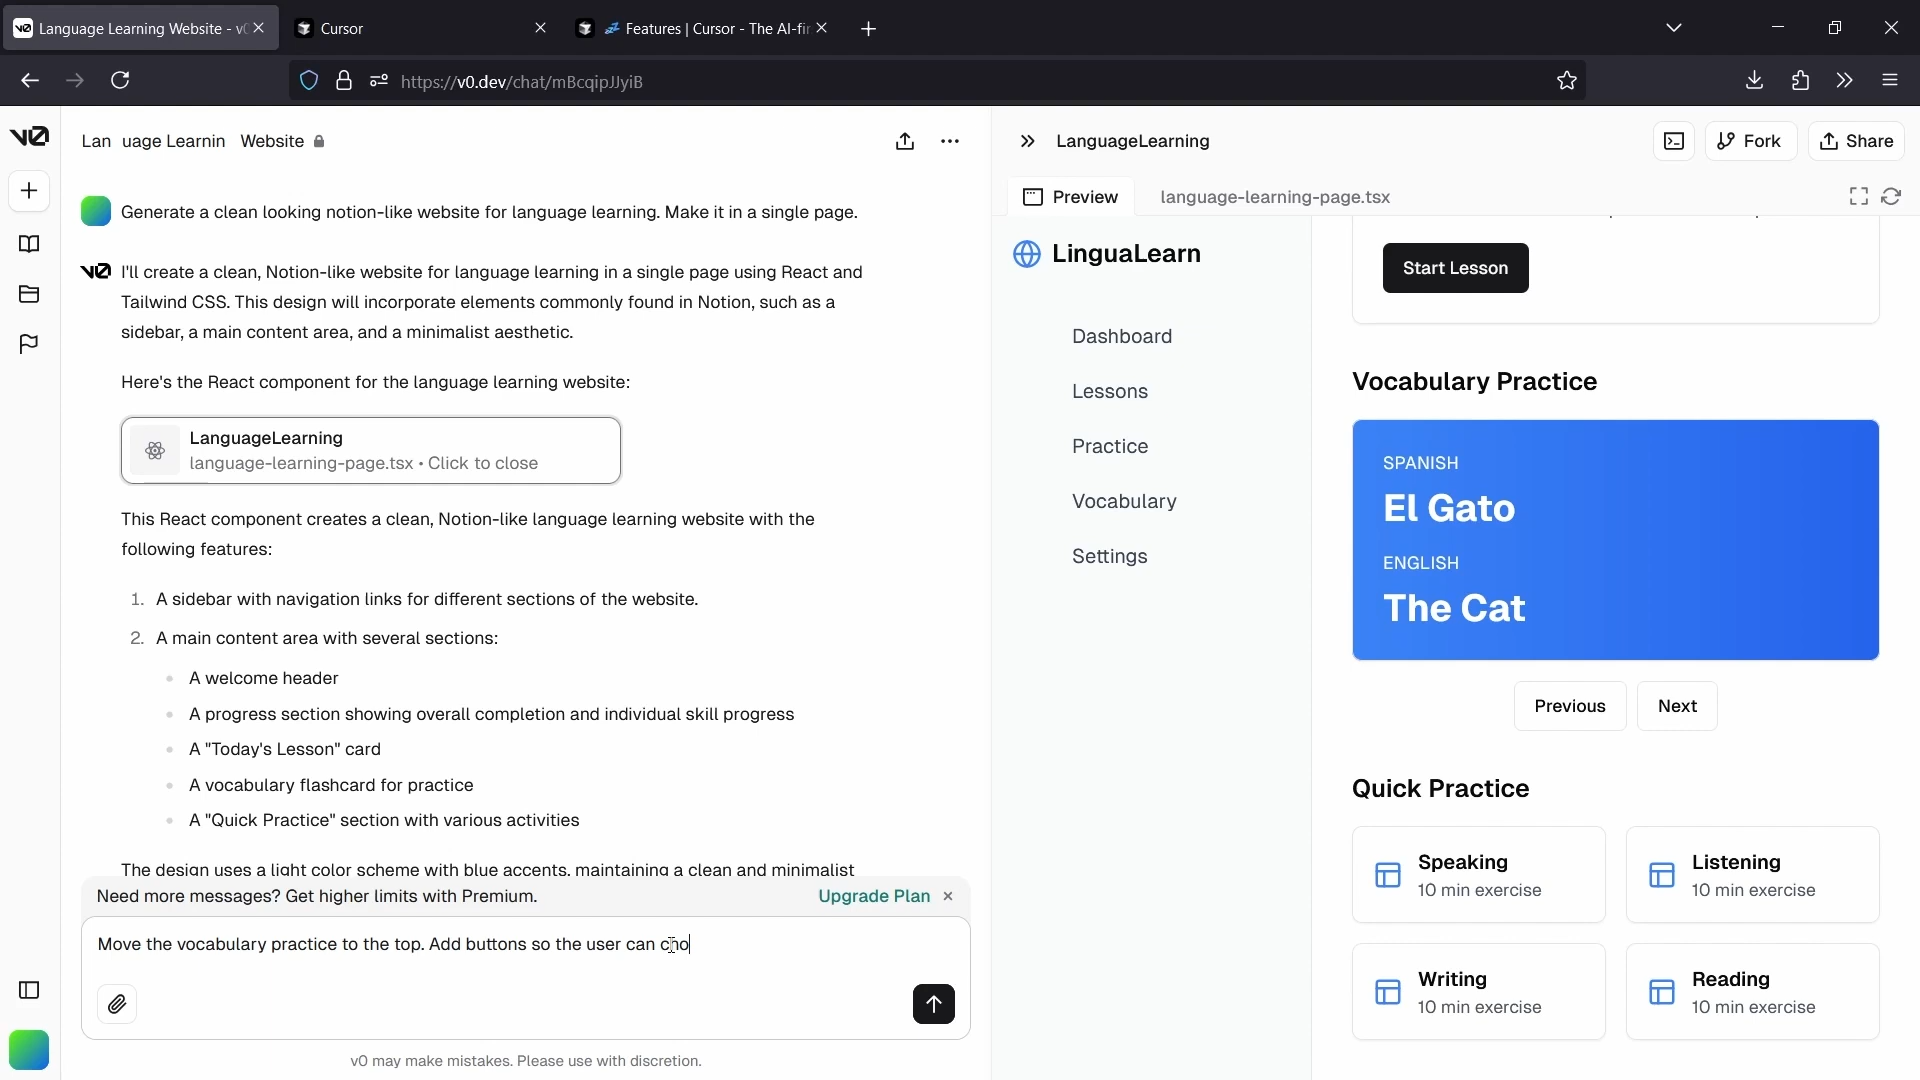 Language Learning Website - v0
Cursor
Features | Cursor - The AI-fir
https://v0.dev/chat/mBcqipJJyiB
v0
Lan uage Learnin Website
LanguageLearning
Fork
Share
Preview
language-learning-page.tsx
Generate a clean looking notion-like website for language learning. Make it in a single page.
I'll create a clean, Notion-like website for language learning in a single page using React and
Tailwind CSS. This design will incorporate elements commonly found in Notion, such as a
sidebar, a main content area, and a minimalist aesthetic.
Here's the React component for the language learning website:
LanguageLearning
language-learning-page.tsx • Click to close
This React component creates a clean, Notion-like language learning website with the
following features:
1. A sidebar with navigation links for different sections of the website.
2. A main content area with several sections:
• A welcome header
• A progress section showing overall completion and individual skill progress
• A "Today's Lesson" card
• A vocabulary flashcard for practice
• A "Quick Practice" section with various activities
The design uses a light color scheme with blue accents, maintaining a clean and minimalist
Need more messages? Get higher limits with Premium.
Upgrade Plan
Move the vocabulary practice to the top. Add buttons so the user can cho
v0 may make mistakes. Please use with discretion.
LinguaLearn
Dashboard
Lessons
Practice
Vocabulary
Settings
Start Lesson
Vocabulary Practice
SPANISH
El Gato
ENGLISH
The Cat
Previous
Next
Quick Practice
Speaking
10 min exercise
Listening
10 min exercise
Writing
10 min exercise
Reading
10 min exercise